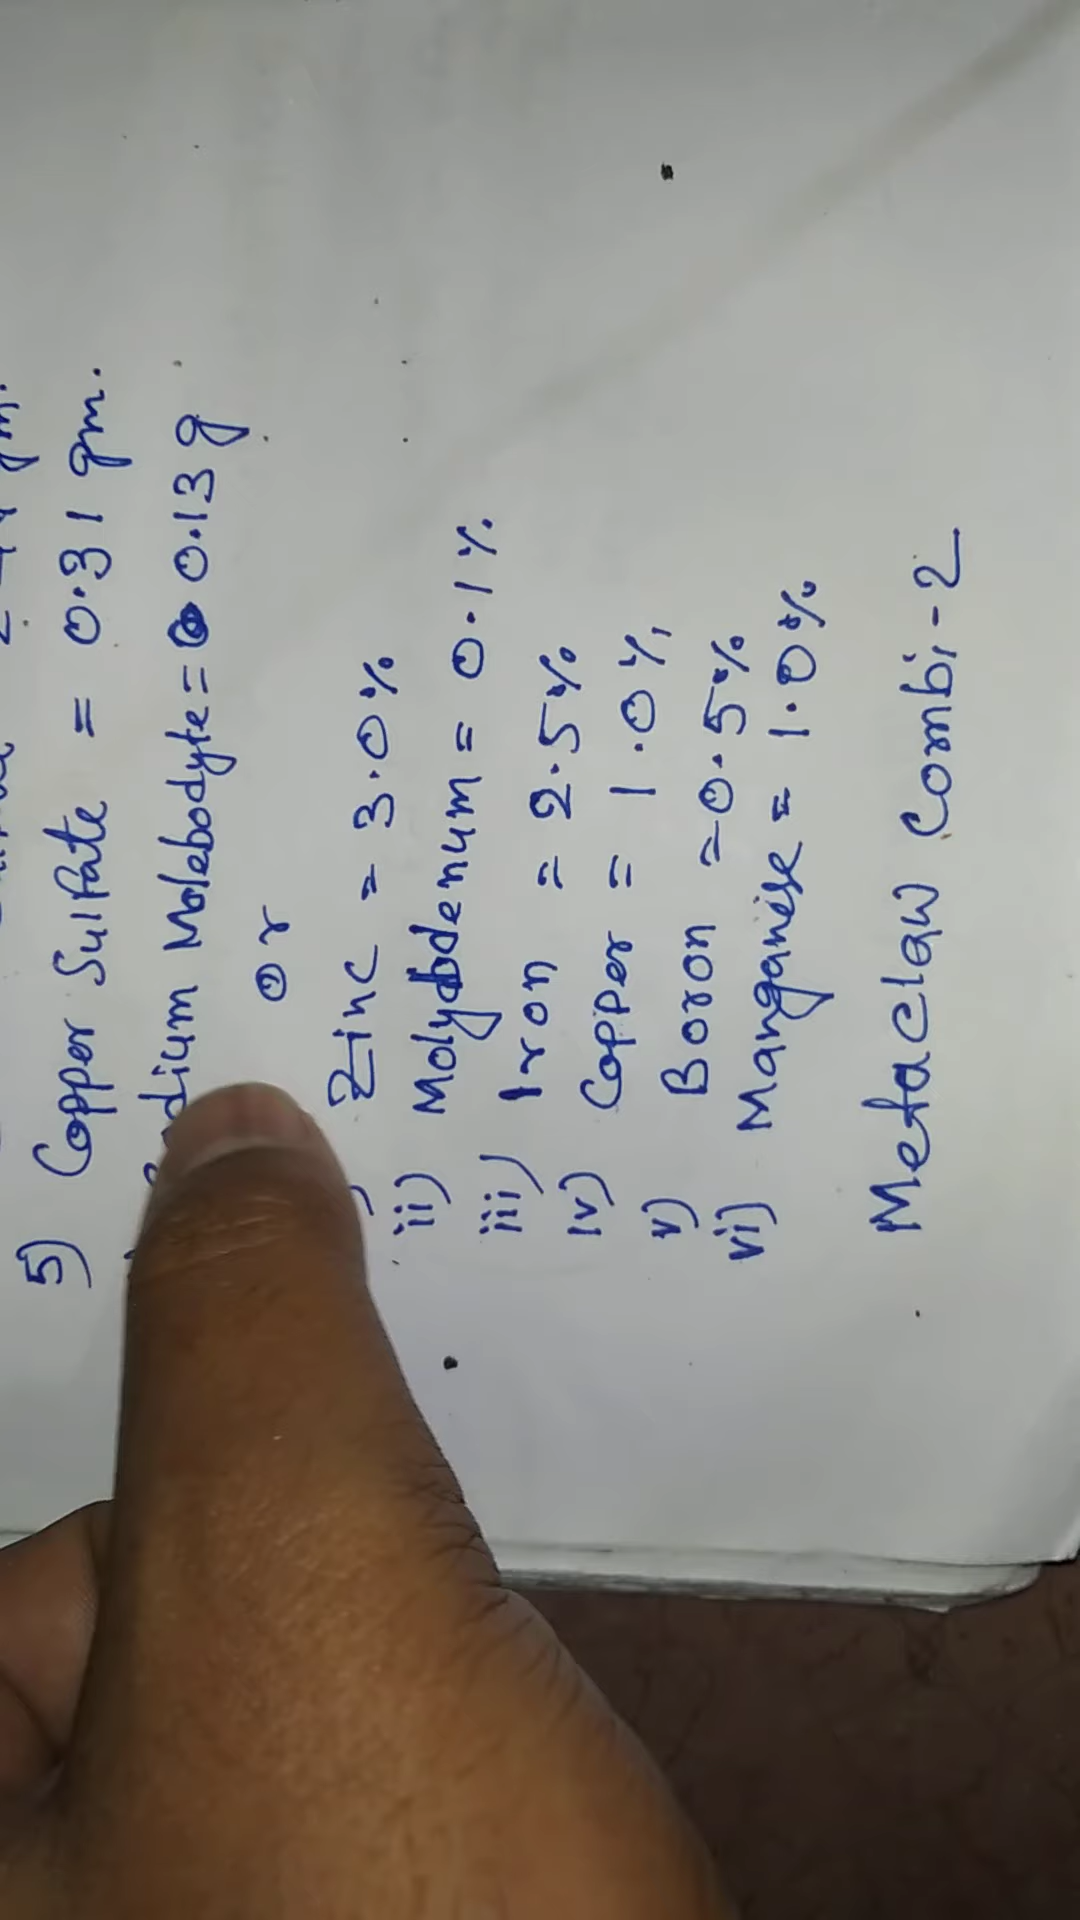 5) Copper Sulfate = 0.31 gm.
Molebodyte = 0.13 g
Or
Zinc = 3.0%
ii) Molybdenum = 0.1%
iii) Iron = 2.5%
iv) Copper = 1.0%
v) Boron = 0.5%
vi) Manganese = 1.0%
Metaclaw Combi-2